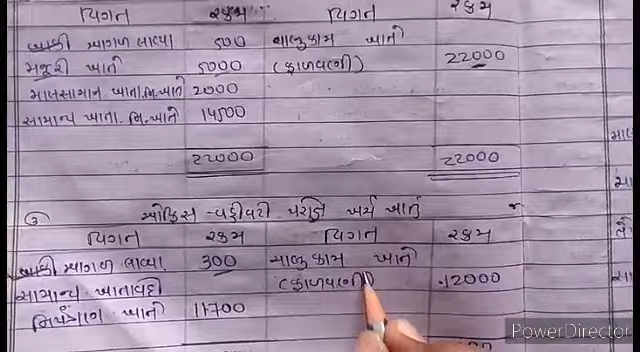 વિગત રકમ વિગત રકમ
બાકી આગળ લાવ્યા 500 ચાલુકામ ખાતે
મજૂરી ખાતે 5000 (ફાળવણી) 22000
માલસામાન ખાતા.નિ.ખાતે 2000
સામાન્ય ખાતા.નિ.ખાતે 14500
22000 22000
③ ઓફિસ-વહીવટી પરોક્ષ ખર્ચ ખાતું
વિગત રકમ વિગત રકમ
બાકી આગળ લાવ્યા 300 ચાલુ કામ ખાતે
સામાન્ય ખાતાવહી (ફાળવણી) 12000
નિયંત્રણ ખાતે 11700
PowerDirector